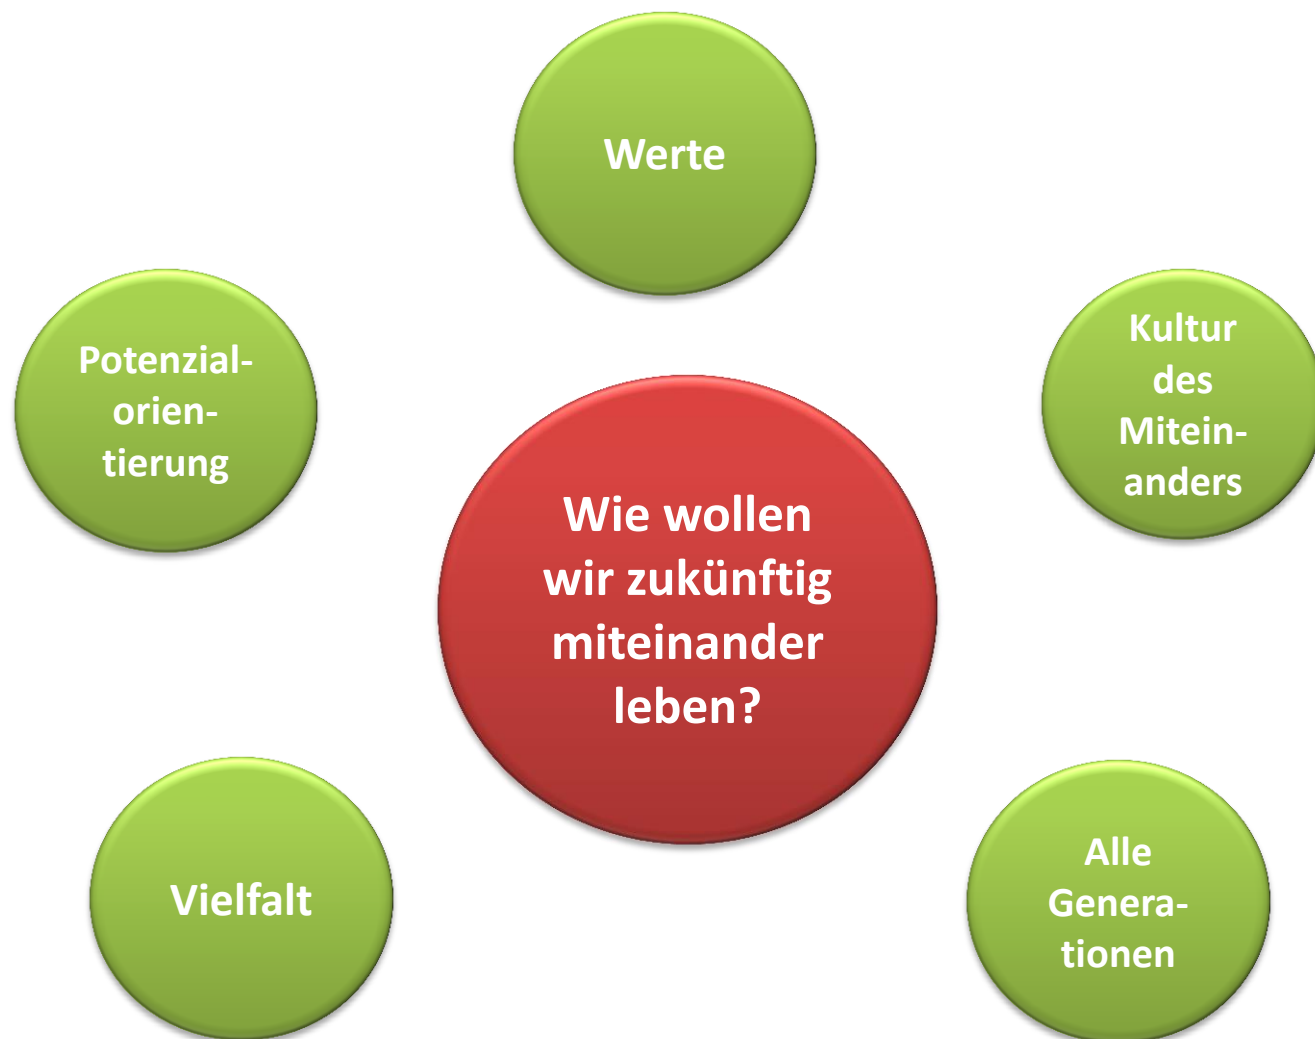 Werte
Potenzial-
orien-
tierung
Kultur
des
Mitein-
anders
Wie wollen
wir zukünftig
miteinander
leben?
Vielfalt
Alle
Genera-
tionen